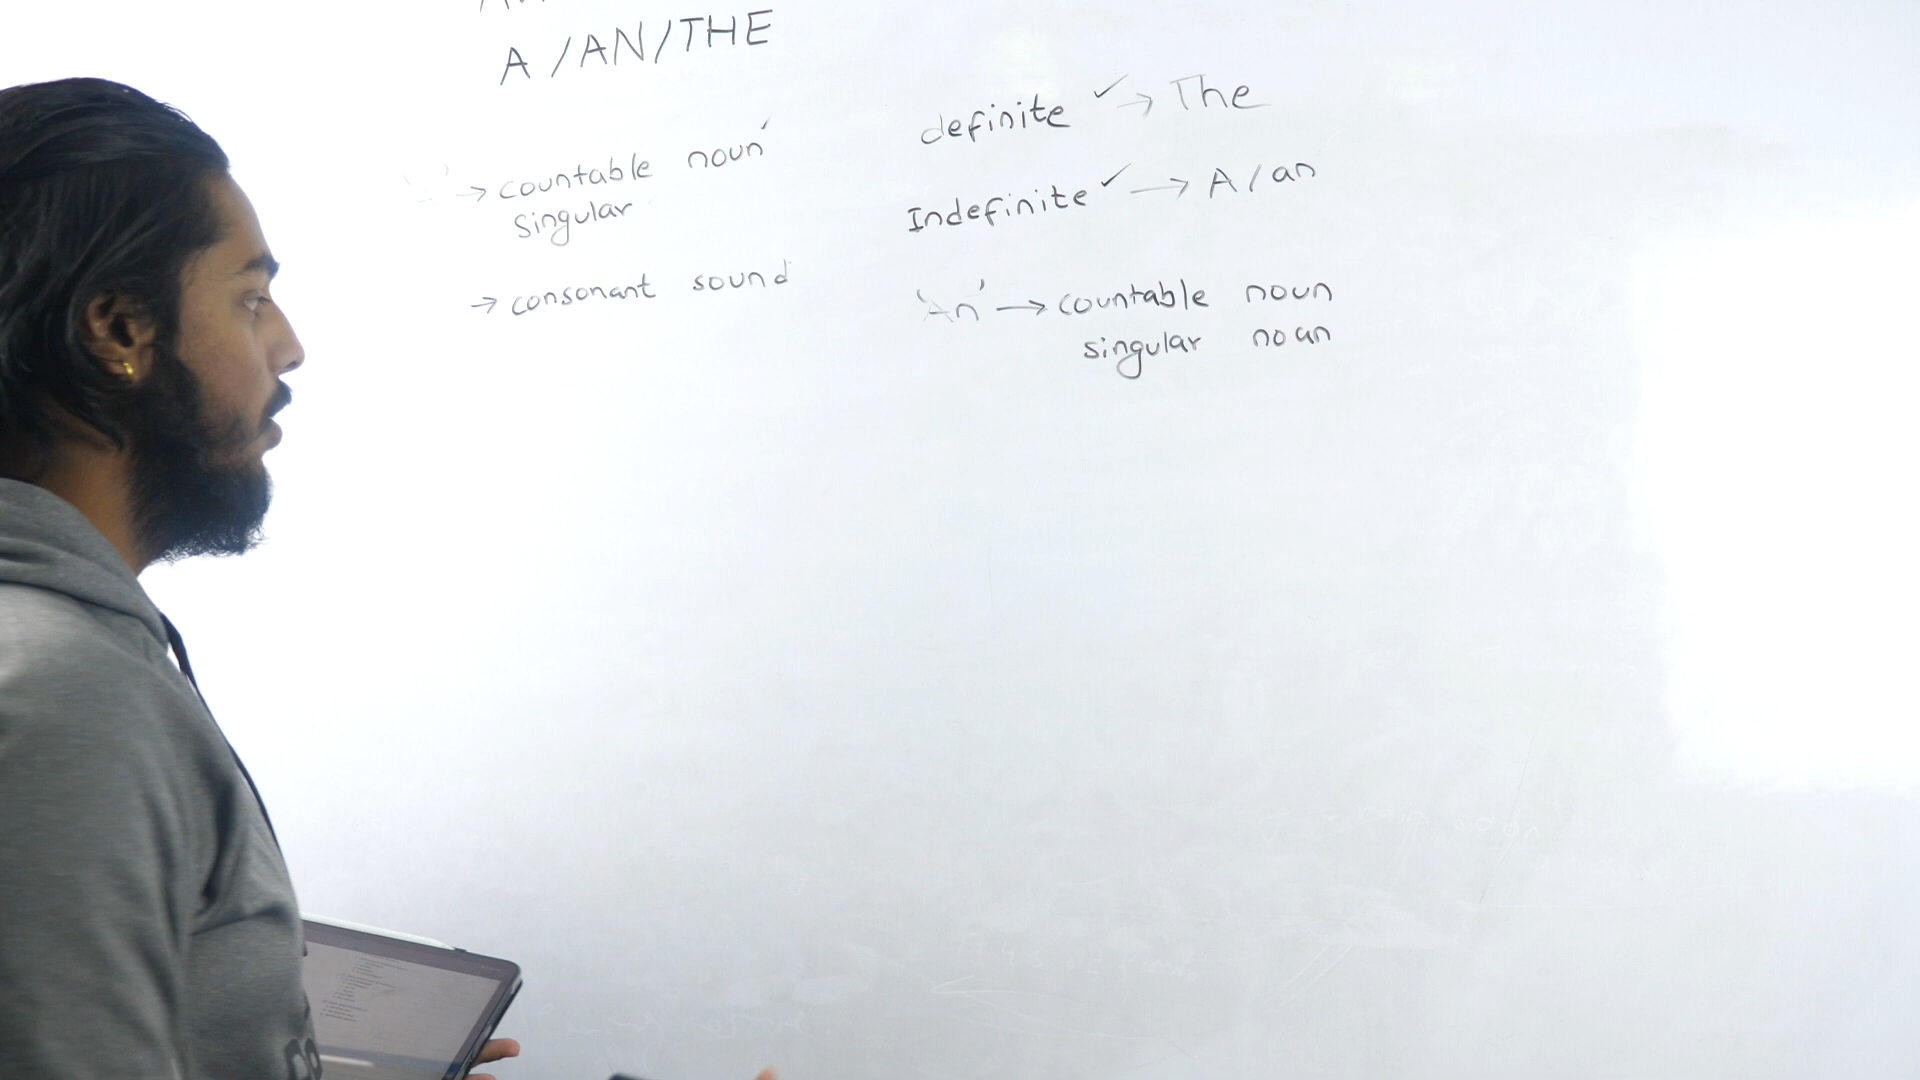 A/AN/THE
→ countable noun
singular
→ consonant sound
definite ✓ → The
Indefinite ✓ → A/an
'An' → countable noun
singular noun